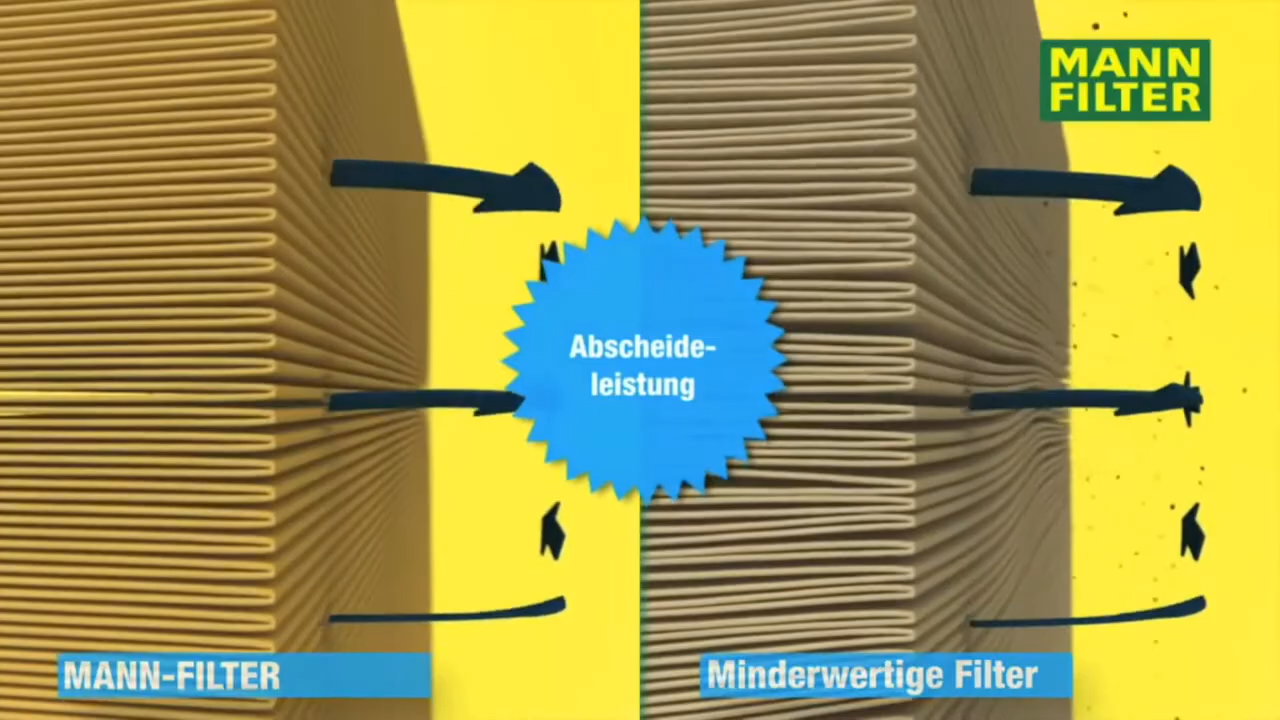 MANN
FILTER
Abscheide-
leistung
MANN-FILTER
Minderwertige Filter